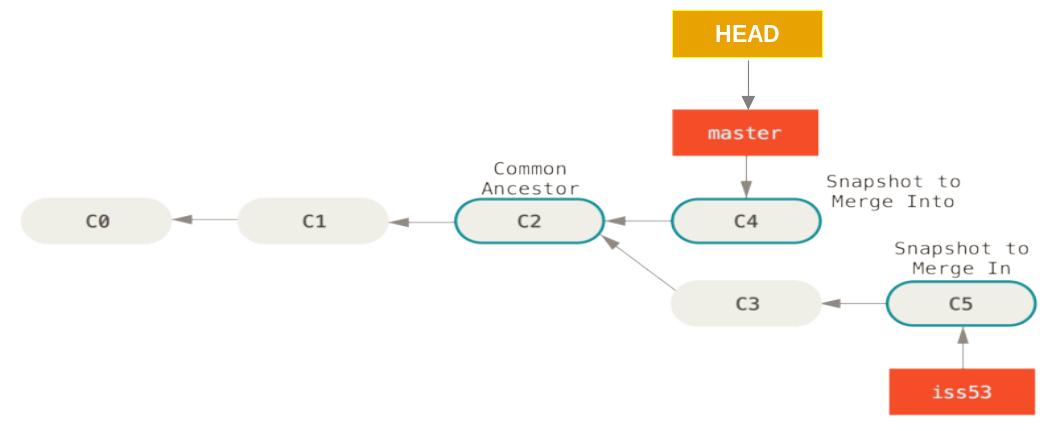 HEAD
master
Common
Ancestor
Snapshot to
Merge Into
C0
C1
C2
C4
Snapshot to
Merge In
C3
C5
iss53